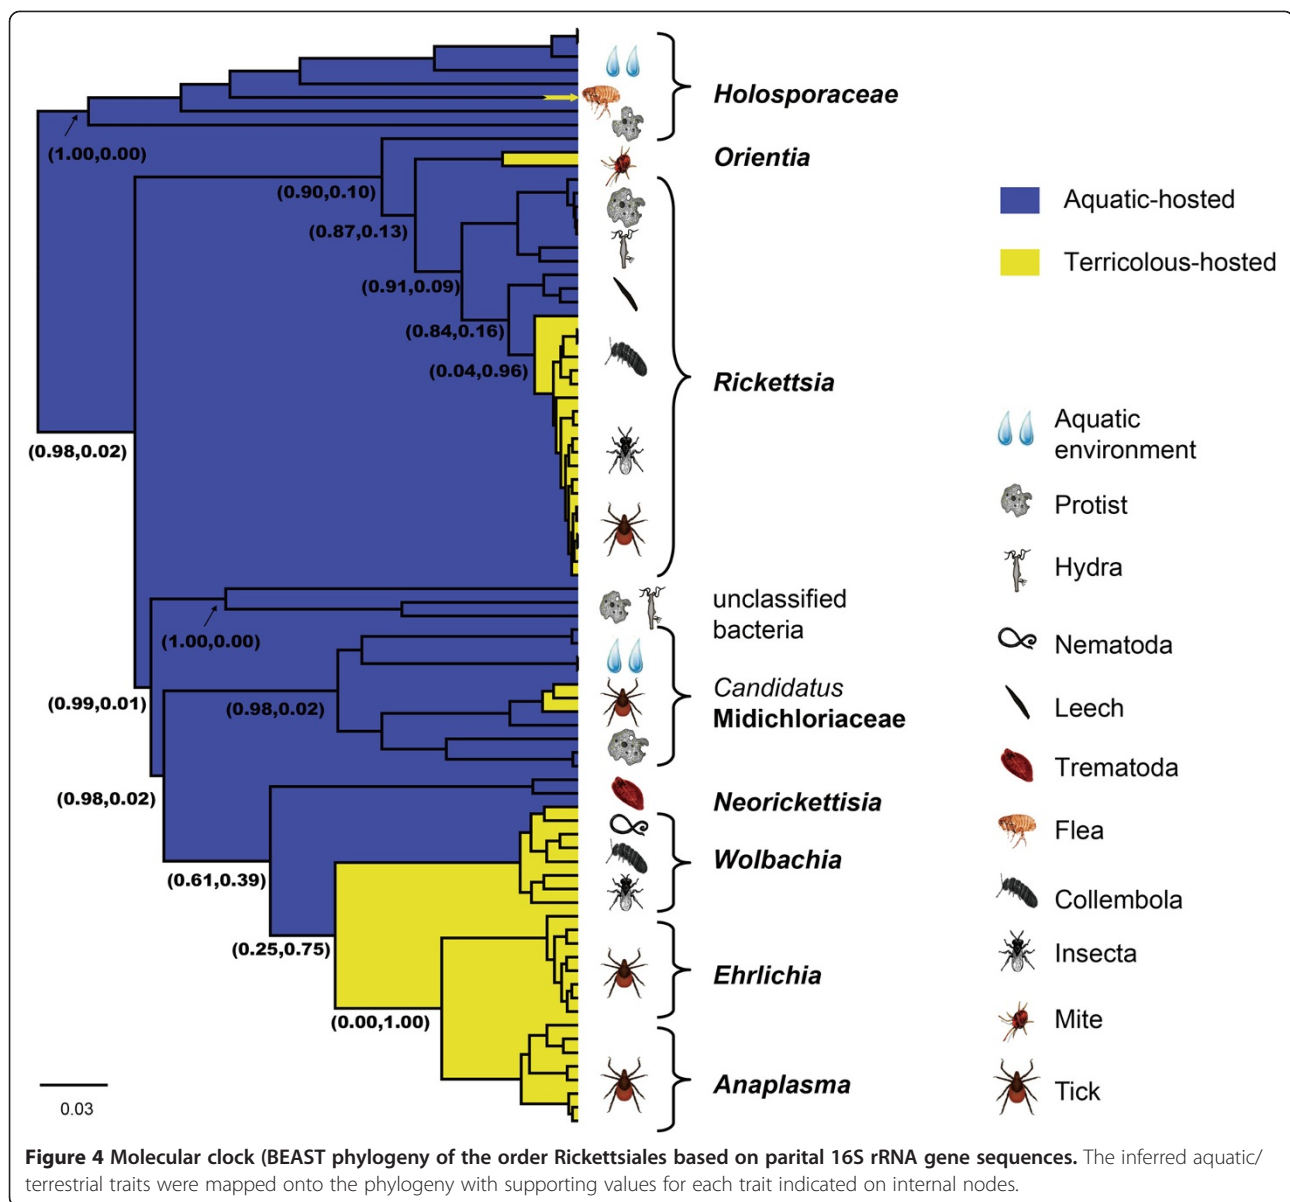 Holosporaceae
(1.00,0.00)
Orientia
(0.90,0.10)
Aquatic-hosted
(0.87,0.13)
Terricolous-hosted
(0.91,0.09)
(0.84,0.16)
(0.04,0.96)
Rickettsia
(0.98,0.02)
Aquatic
environment
Protist
Hydra
unclassified
bacteria
(1.00,0.00)
Nematoda
Candidatus
Midichloriaceae
(0.99,0.01)
(0.98,0.02)
Leech
Trematoda
(0.98,0.02)
Neorickettisia
Flea
Wolbachia
(0.61,0.39)
Collembola
(0.25,0.75)
Insecta
Ehrlichia
(0.00,1.00)
Mite
Anaplasma
Tick
0.03
Figure 4 Molecular clock (BEAST phylogeny of the order Rickettsiales based on parital 16S rRNA gene sequences. The inferred aquatic/
terrestrial traits were mapped onto the phylogeny with supporting values for each trait indicated on internal nodes.